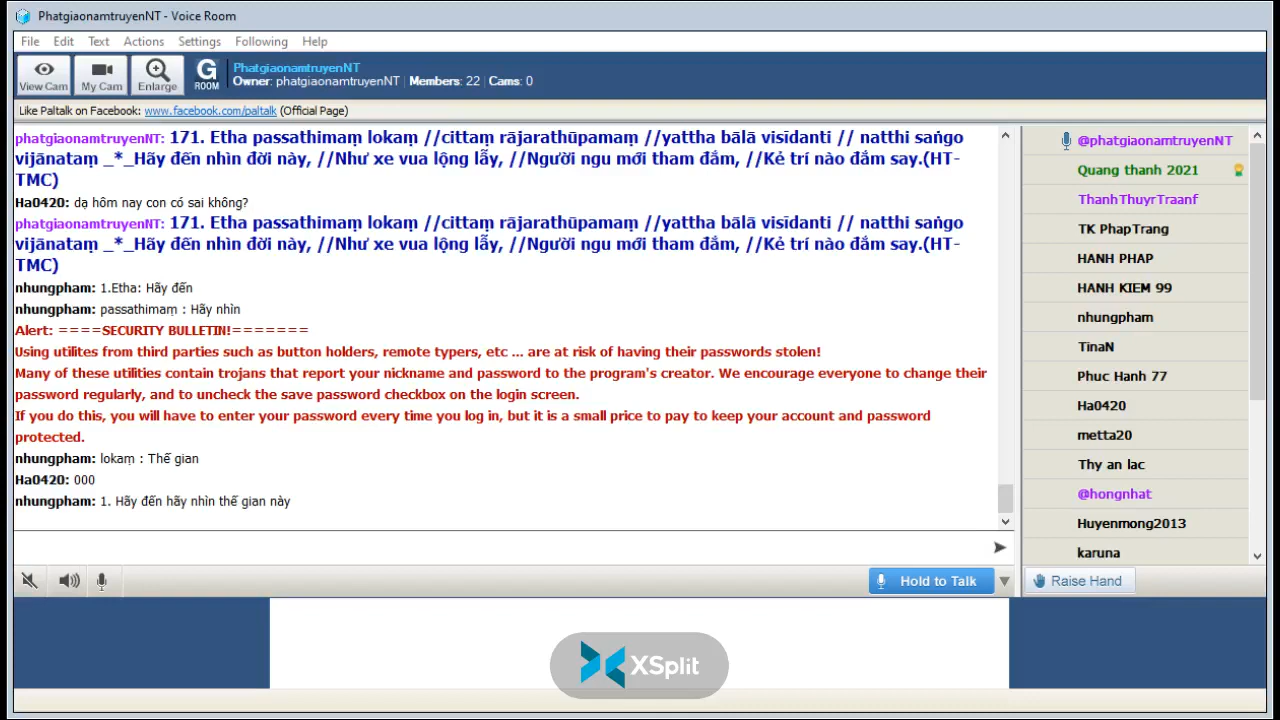 PhatgiaonamtruyenNT - Voice Room
File Edit Text Actions Settings Following Help
View Cam
My Cam
Enlarge
G ROOM
PhatgiaonamtruyenNT
Owner: phatgiaonamtruyenNT | Members: 22 | Cams: 0
Like Paltalk on Facebook: www.facebook.com/paltalk (Official Page)
phatgiaonamtruyenNT: 171. Etha passathimaṃ lokaṃ //cittaṃ rājarathūpamaṃ //yattha bālā visīdanti // natthi saṅgo
vijānataṃ _*_Hãy đến nhìn đời này, //Như xe vua lộng lẫy, //Người ngu mới tham đắm, //Kẻ trí nào đắm say.(HT-
TMC)
Ha0420: dạ hôm nay con có sai không?
phatgiaonamtruyenNT: 171. Etha passathimaṃ lokaṃ //cittaṃ rājarathūpamaṃ //yattha bālā visīdanti // natthi saṅgo
vijānataṃ _*_Hãy đến nhìn đời này, //Như xe vua lộng lẫy, //Người ngu mới tham đắm, //Kẻ trí nào đắm say.(HT-
TMC)
nhungpham: 1.Etha: Hãy đến
nhungpham: passathimaṃ : Hãy nhìn
Alert: ====SECURITY BULLETIN!=======
Using utilites from third parties such as button holders, remote typers, etc ... are at risk of having their passwords stolen!
Many of these utilities contain trojans that report your nickname and password to the program's creator. We encourage everyone to change their
password regularly, and to uncheck the save password checkbox on the login screen.
If you do this, you will have to enter your password every time you log in, but it is a small price to pay to keep your account and password
protected.
nhungpham: lokaṃ : Thế gian
Ha0420: 000
nhungpham: 1. Hãy đến hãy nhìn thế gian này
Hold to Talk
@phatgiaonamtruyenNT
Quang thanh 2021
ThanhThuyrTraanf
TK PhapTrang
HANH PHAP
HANH KIEM 99
nhungpham
TinaN
Phuc Hanh 77
Ha0420
metta20
Thy an lac
@hongnhat
Huyenmong2013
karuna
Raise Hand
XSplit